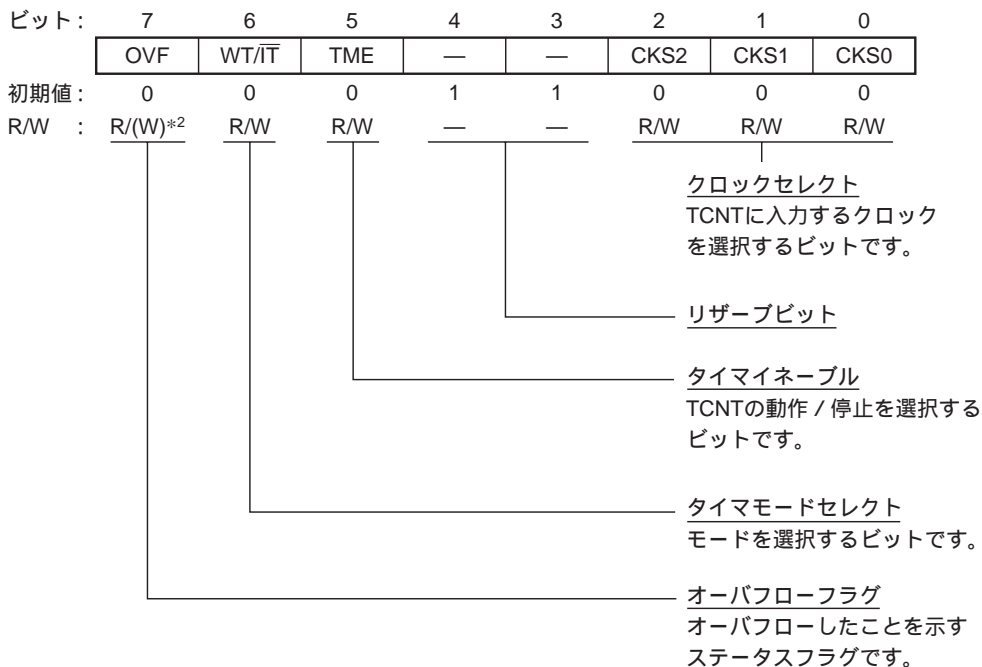 ビット : 7 6 5 4 3 2 1 0
OVF WT/I̅T̅ TME — — CKS2 CKS1 CKS0
初期値 : 0 0 0 1 1 0 0 0
R/W : R/(W)*2 R/W R/W — — R/W R/W R/W
クロックセレクト
TCNTに入力するクロック
を選択するビットです。
リザーブビット
タイマイネーブル
TCNTの動作 / 停止を選択する
ビットです。
タイマモードセレクト
モードを選択するビットです。
オーバフローフラグ
オーバフローしたことを示す
ステータスフラグです。